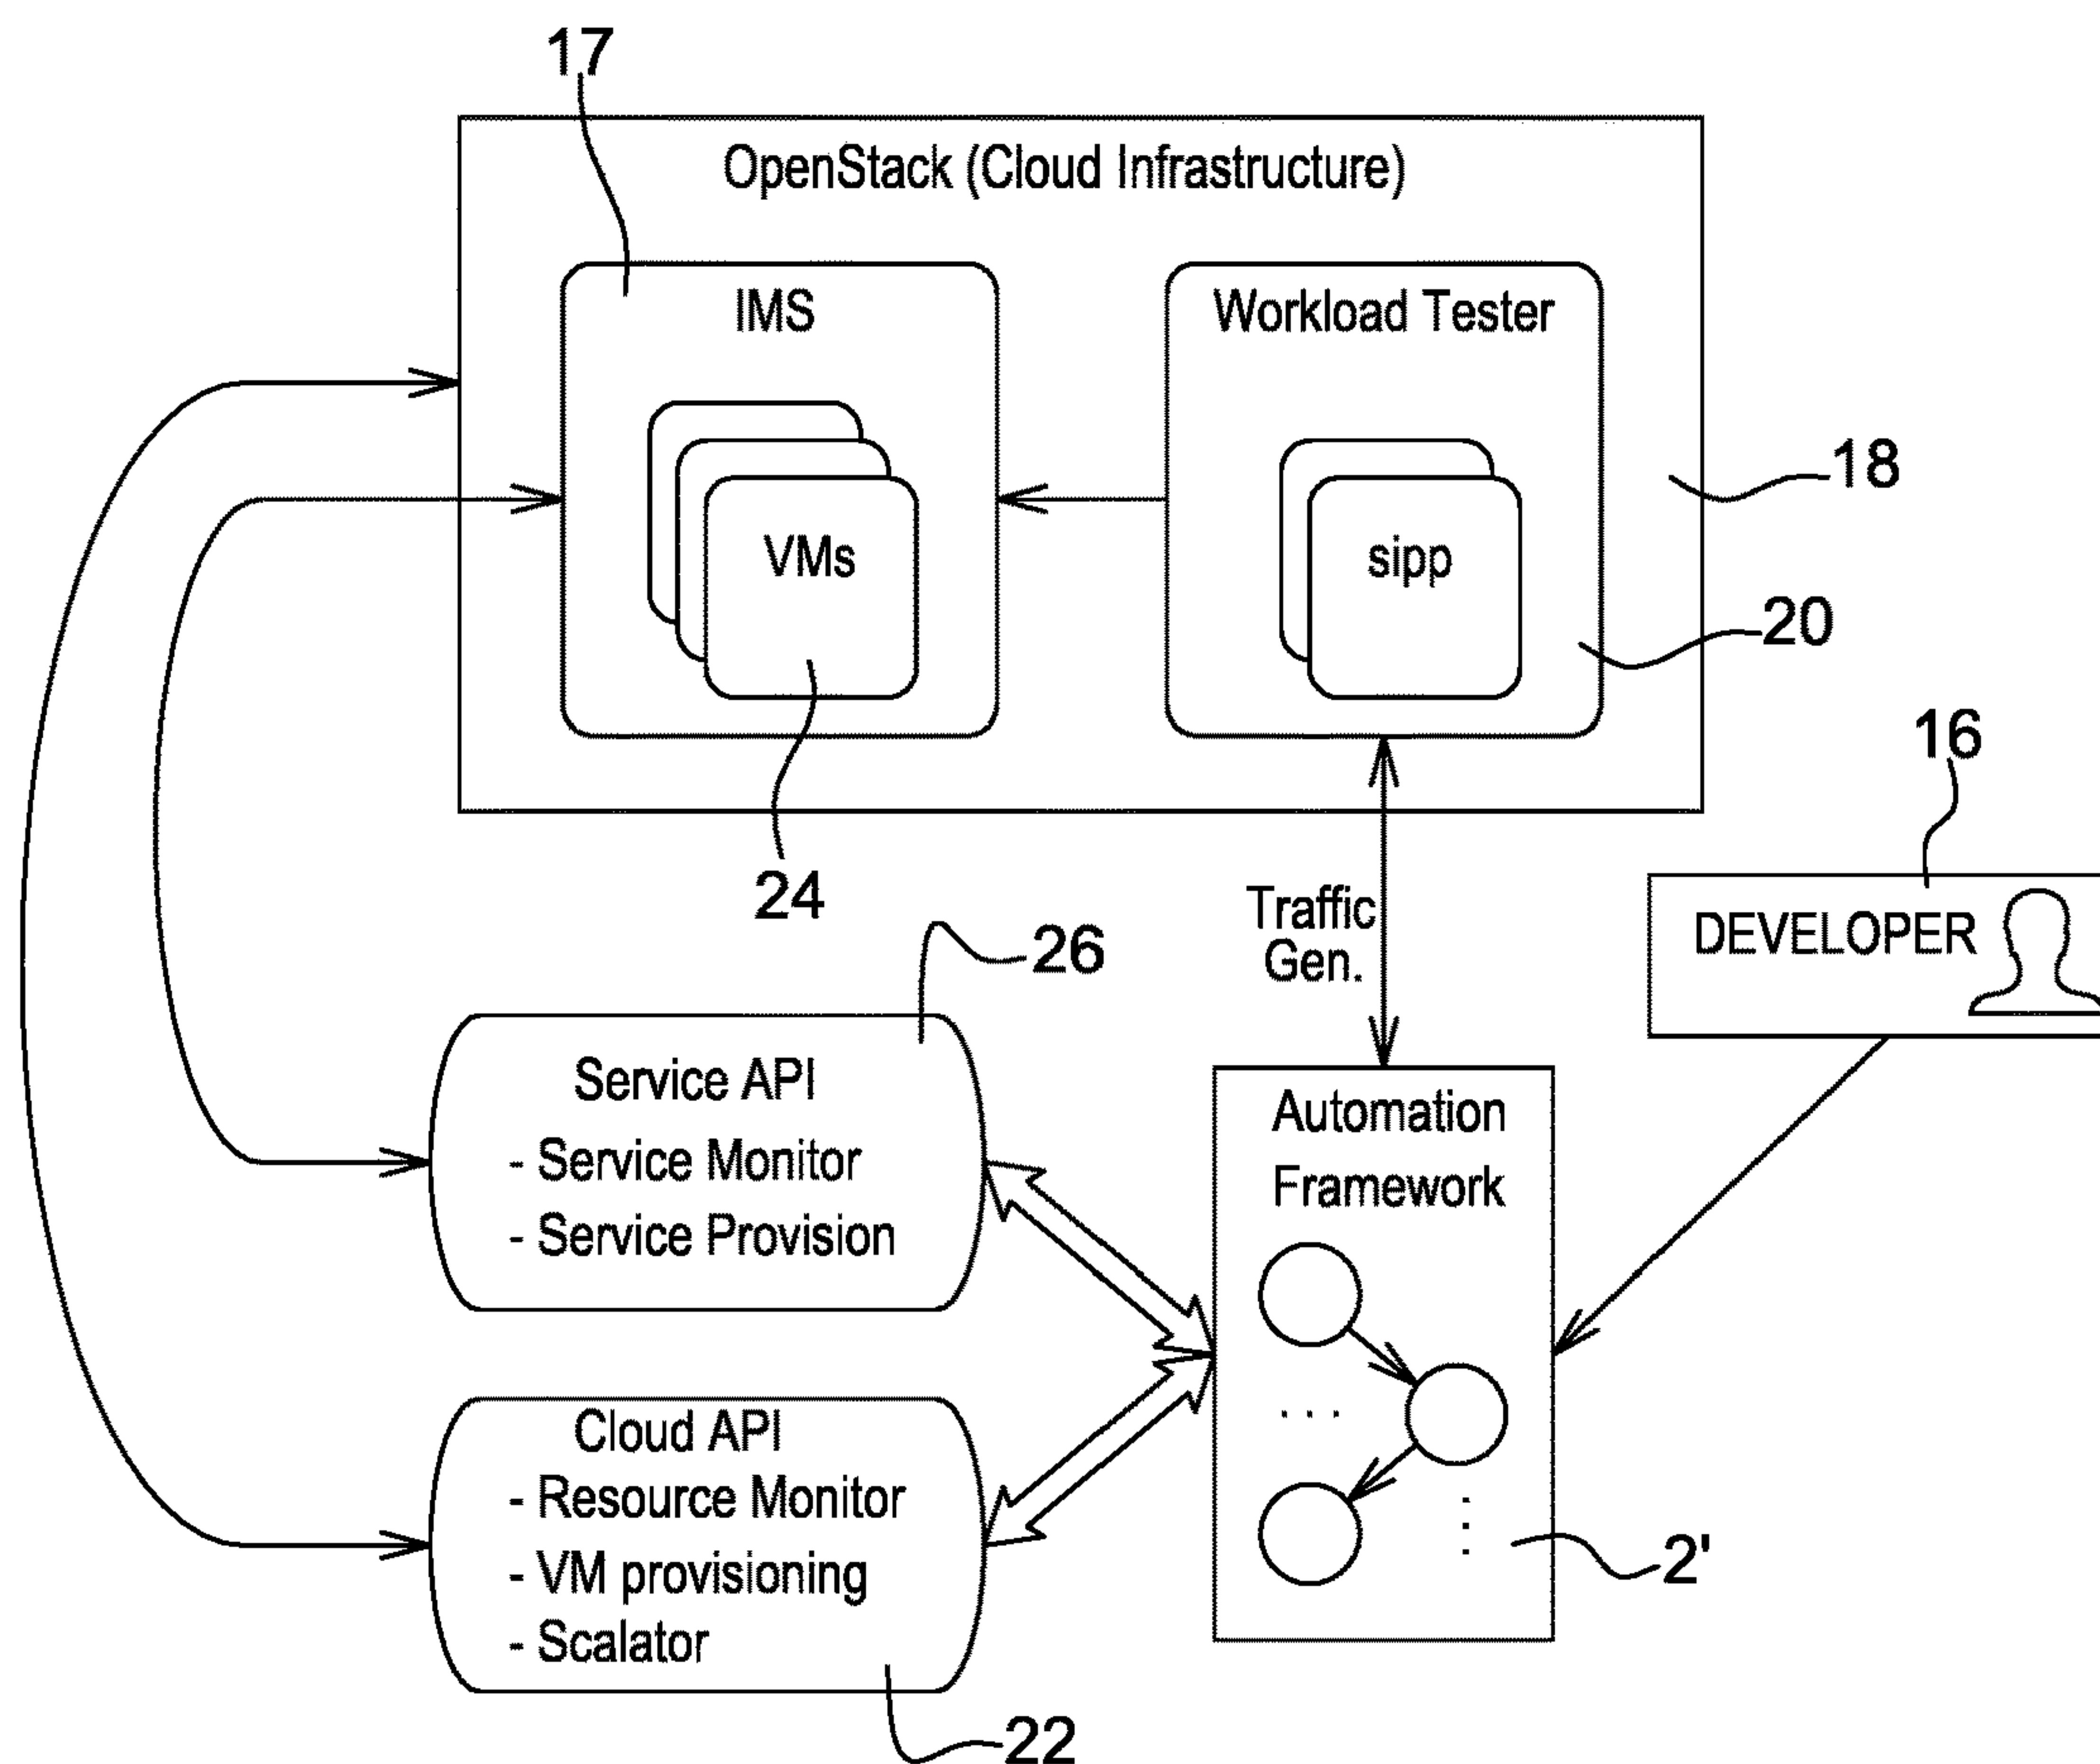 17
OpenStack (Cloud Infrastructure)
IMS
Workload Tester
VMs
sipp
18
20
24
16
DEVELOPER
Traffic
Gen.
26
Service API
- Service Monitor
- Service Provision
Automation
Framework
. . .
Cloud API
- Resource Monitor
- VM provisioning
- Scalator
2'
22